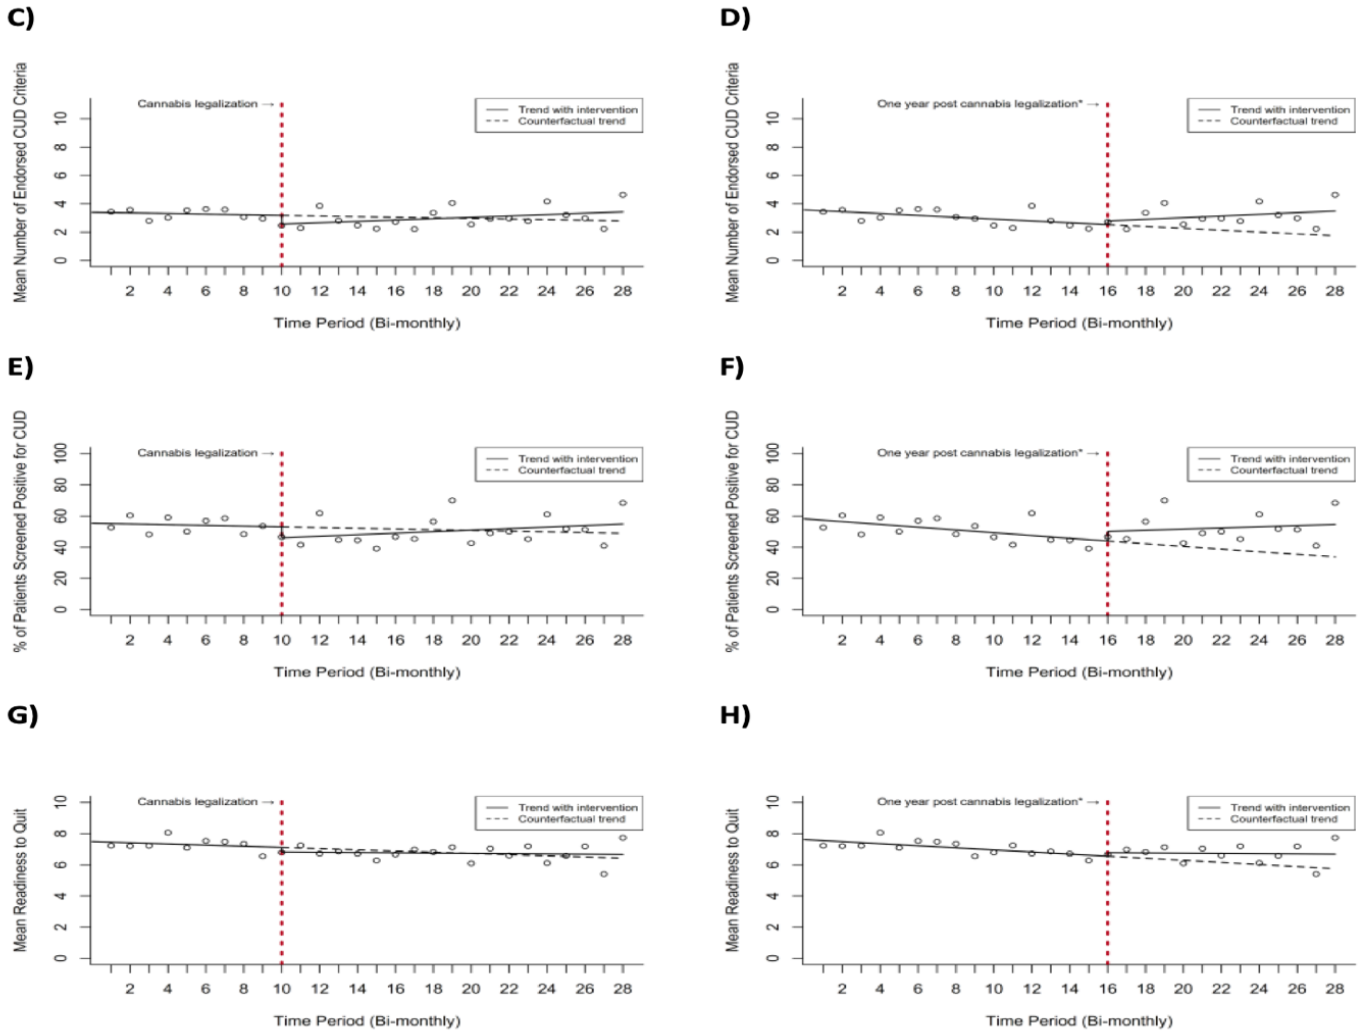 C)
Mean Number of Endorsed CUD Criteria
10
8
6
4
2
0
Cannabis legalization →
Trend with intervention
Counterfactual trend
2 4 6 8 10 12 14 16 18 20 22 24 26 28
Time Period (Bi-monthly)
D)
Mean Number of Endorsed CUD Criteria
10
8
6
4
2
0
One year post cannabis legalization* →
Trend with intervention
Counterfactual trend
2 4 6 8 10 12 14 16 18 20 22 24 26 28
Time Period (Bi-monthly)
E)
% of Patients Screened Positive for CUD
100
80
60
40
20
0
Cannabis legalization →
Trend with intervention
Counterfactual trend
2 4 6 8 10 12 14 16 18 20 22 24 26 28
Time Period (Bi-monthly)
F)
% of Patients Screened Positive for CUD
100
80
60
40
20
0
One year post cannabis legalization* →
Trend with intervention
Counterfactual trend
2 4 6 8 10 12 14 16 18 20 22 24 26 28
Time Period (Bi-monthly)
G)
Mean Readiness to Quit
10
8
6
4
2
0
Cannabis legalization →
Trend with intervention
Counterfactual trend
2 4 6 8 10 12 14 16 18 20 22 24 26 28
Time Period (Bi-monthly)
H)
Mean Readiness to Quit
10
8
6
4
2
0
One year post cannabis legalization* →
Trend with intervention
Counterfactual trend
2 4 6 8 10 12 14 16 18 20 22 24 26 28
Time Period (Bi-monthly)